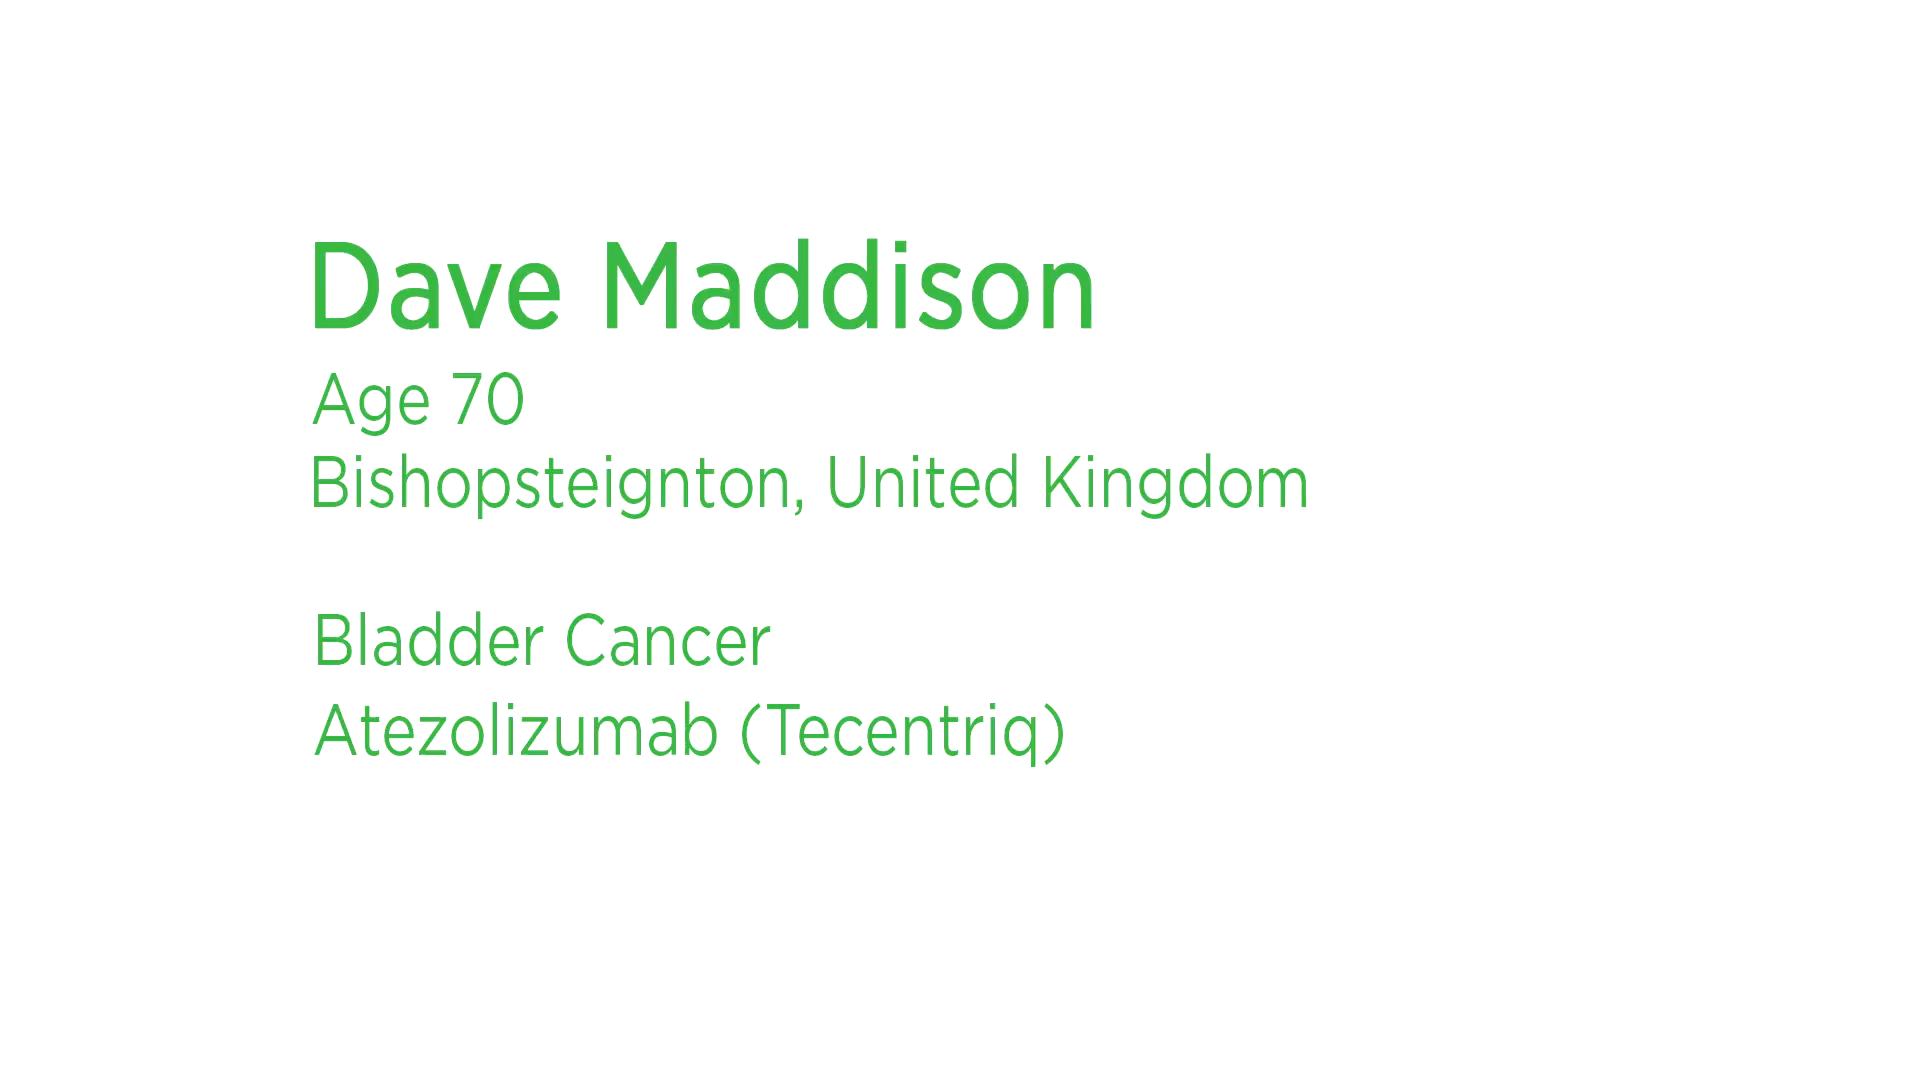 Dave Maddison
Age 70
Bishopsteignton, United Kingdom
Bladder Cancer
Atezolizumab (Tecentriq)